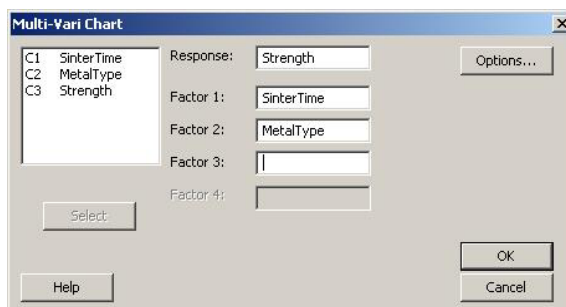 Multi-Vari Chart
C1 SinterTime
C2 MetalType
C3 Strength
Response: Strength
Factor 1: SinterTime
Factor 2: MetalType
Factor 3:
Factor 4:
Options...
Select
OK
Help
Cancel